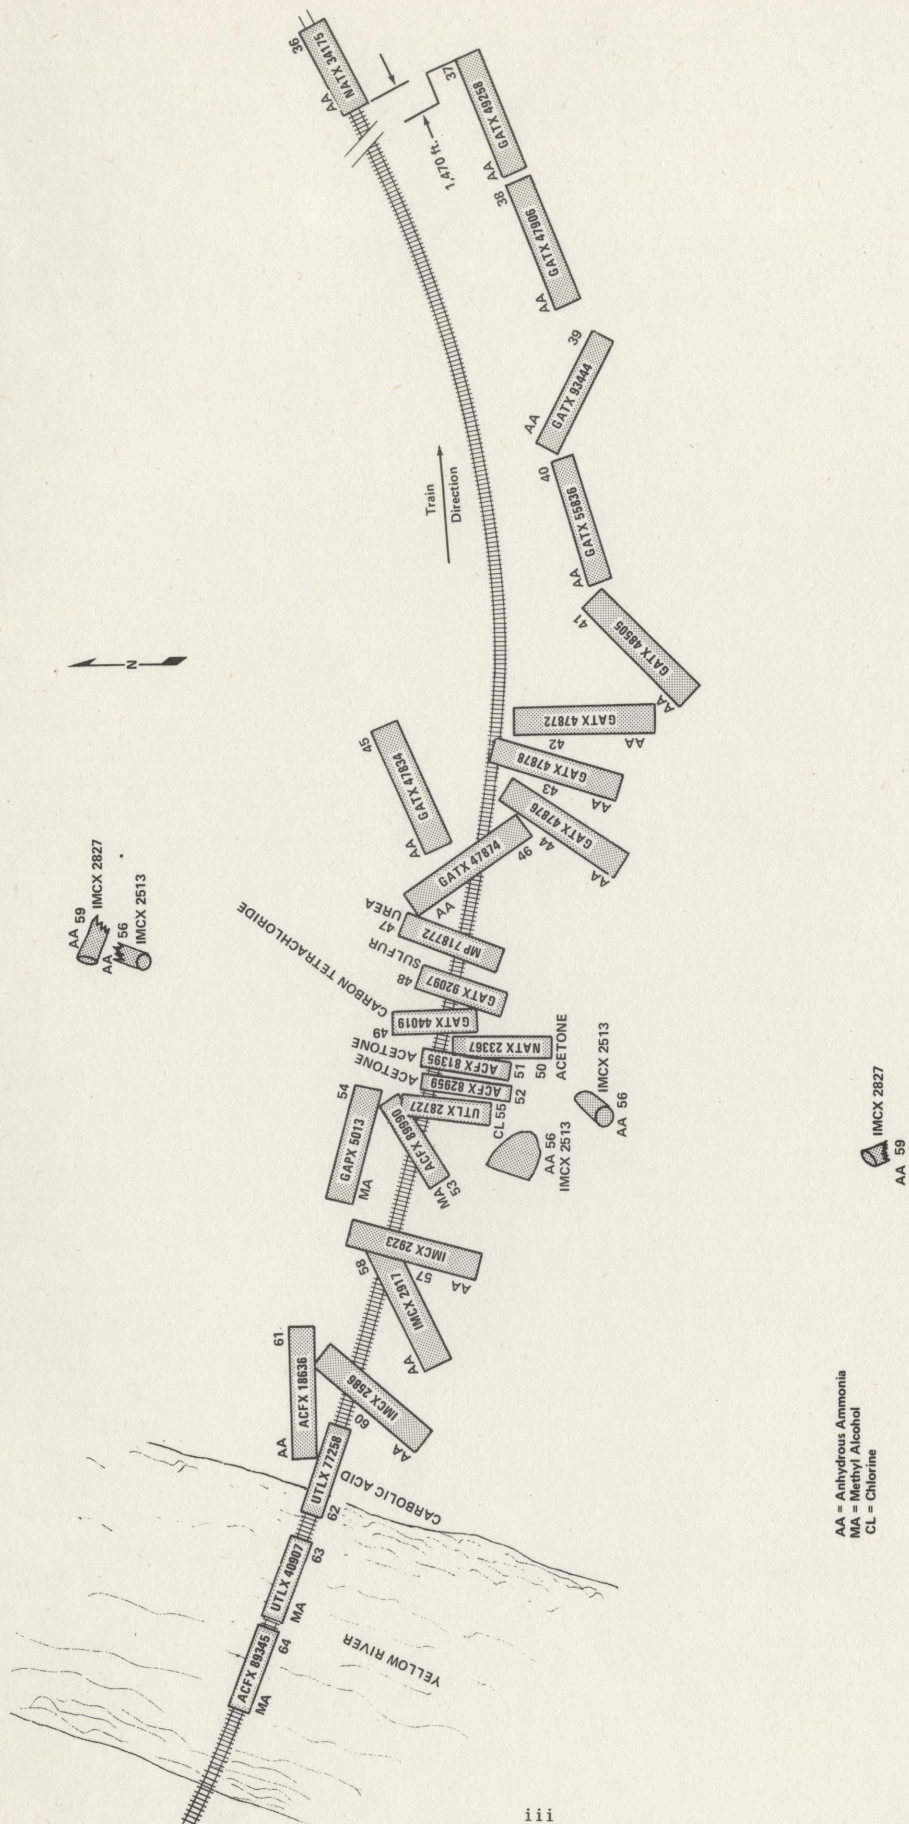 36
NATX 34175
AA
1,470 ft.
37
GATX 49258
AA
38
GATX 47906
AA
39
GATX 93444
AA
40
GATX 55836
AA
41
GATX 48505
AA
Train
Direction
N
GATX 47872
42
AA
GATX 47878
43
AA
GATX 47876
44
AA
45
GATX 47834
AA
GATX 47874
46
AA
UREA
47
MP 718772
SULFUR
48
GATX 92097
CARBON TETRACHLORIDE
49
GATX 44019
NATX 23367
50
ACETONE
ACETONE
ACFX 81395
51
ACETONE
ACFX 82959
52
UTLX 28727
CL 55
ACFX 89990
53
MA
54
GAPX 5013
MA
AA 59
IMCX 2827
AA 56
IMCX 2513
IMCX 2513
AA 56
AA 56
IMCX 2513
IMCX 2827
AA 59
IMCX 2923
57
AA
58
IMCX 2917
AA
IMCX 2586
60
AA
61
ACFX 18636
AA
UTLX 77258
62
CARBOLIC ACID
UTLX 40907
63
MA
ACFX 89345
64
MA
YELLOW RIVER
AA = Anhydrous Ammonia
MA = Methyl Alcohol
CL = Chlorine
iii